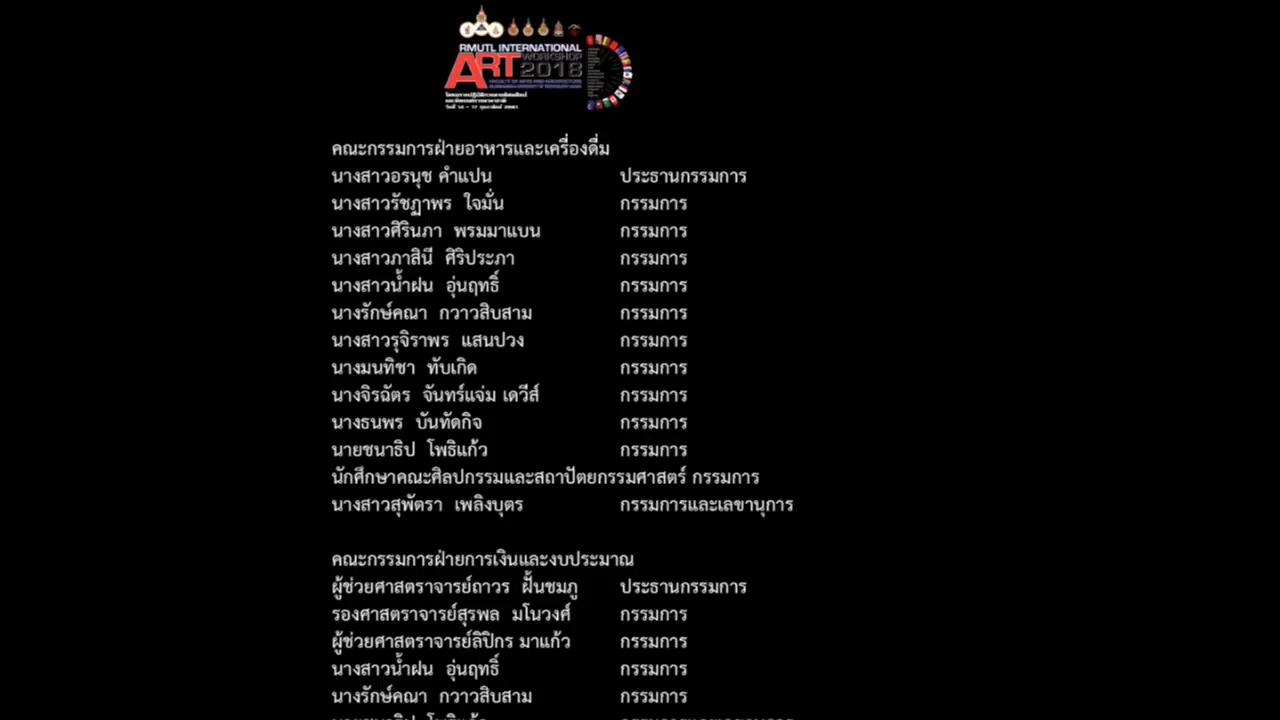 RMUTL INTERNATIONAL
ART WORKSHOP
2018
FACULTY OF ARTS AND ARCHITECTURE
คณะกรรมการฝ่ายอาหารและเครื่องดื่ม
นางสาวอรนุช คำแปน ประธานกรรมการ
นางสาวรัชฏาพร ใจมั่น กรรมการ
นางสาวศิรินภา พรมมาแบน กรรมการ
นางสาวภาสินี ศิริประภา กรรมการ
นางสาวน้ำฝน อุ่นฤทธิ์ กรรมการ
นางรักษ์คณา กวาวสิบสาม กรรมการ
นางสาวรุจิราพร แสนปวง กรรมการ
นางมนทิชา ทับเกิด กรรมการ
นางจิรฉัตร จันทร์แจ่ม เดวีส์ กรรมการ
นางธนพร บันทัดกิจ กรรมการ
นายชนาธิป โพธิแก้ว กรรมการ
นักศึกษาคณะศิลปกรรมและสถาปัตยกรรมศาสตร์ กรรมการ
นางสาวสุพัตรา เพลิงบุตร กรรมการและเลขานุการ
คณะกรรมการฝ่ายการเงินและงบประมาณ
ผู้ช่วยศาสตราจารย์ถาวร ฝั้นชมภู ประธานกรรมการ
รองศาสตราจารย์สุรพล มโนวงศ์ กรรมการ
ผู้ช่วยศาสตราจารย์ลิปิกร มาแก้ว กรรมการ
นางสาวน้ำฝน อุ่นฤทธิ์ กรรมการ
นางรักษ์คณา กวาวสิบสาม กรรมการ